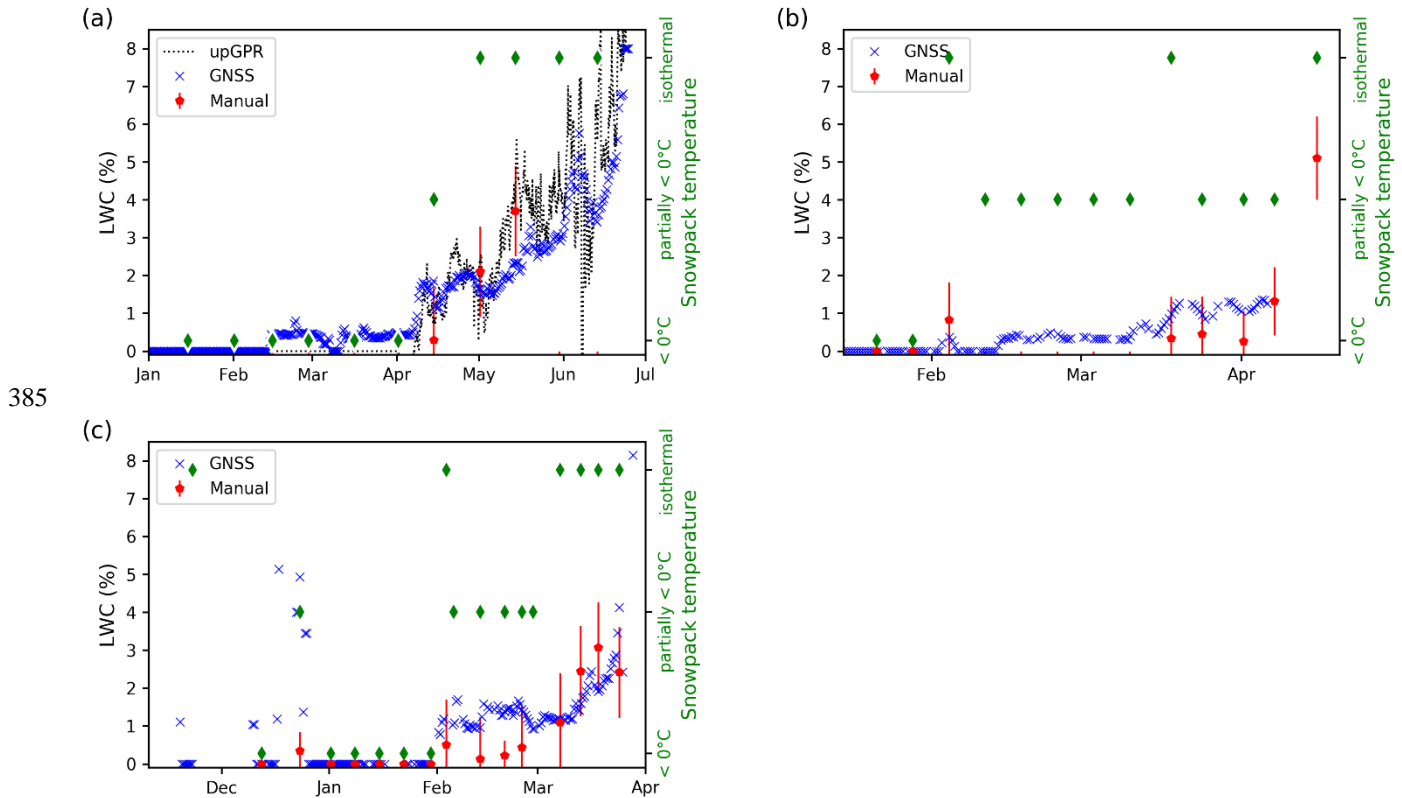 (a)
upGPR
GNSS
Manual
8
7
6
5
4
3
2
1
0
LWC (%)
Jan Feb Mar Apr May Jun Jul
isothermal
partially < 0°C
< 0°C
Snowpack temperature
(b)
GNSS
Manual
8
7
6
5
4
3
2
1
0
LWC (%)
Feb Mar Apr
isothermal
partially < 0°C
< 0°C
Snowpack temperature
385
(c)
GNSS
Manual
8
7
6
5
4
3
2
1
0
LWC (%)
Dec Jan Feb Mar Apr
isothermal
partially < 0°C
< 0°C
Snowpack temperature